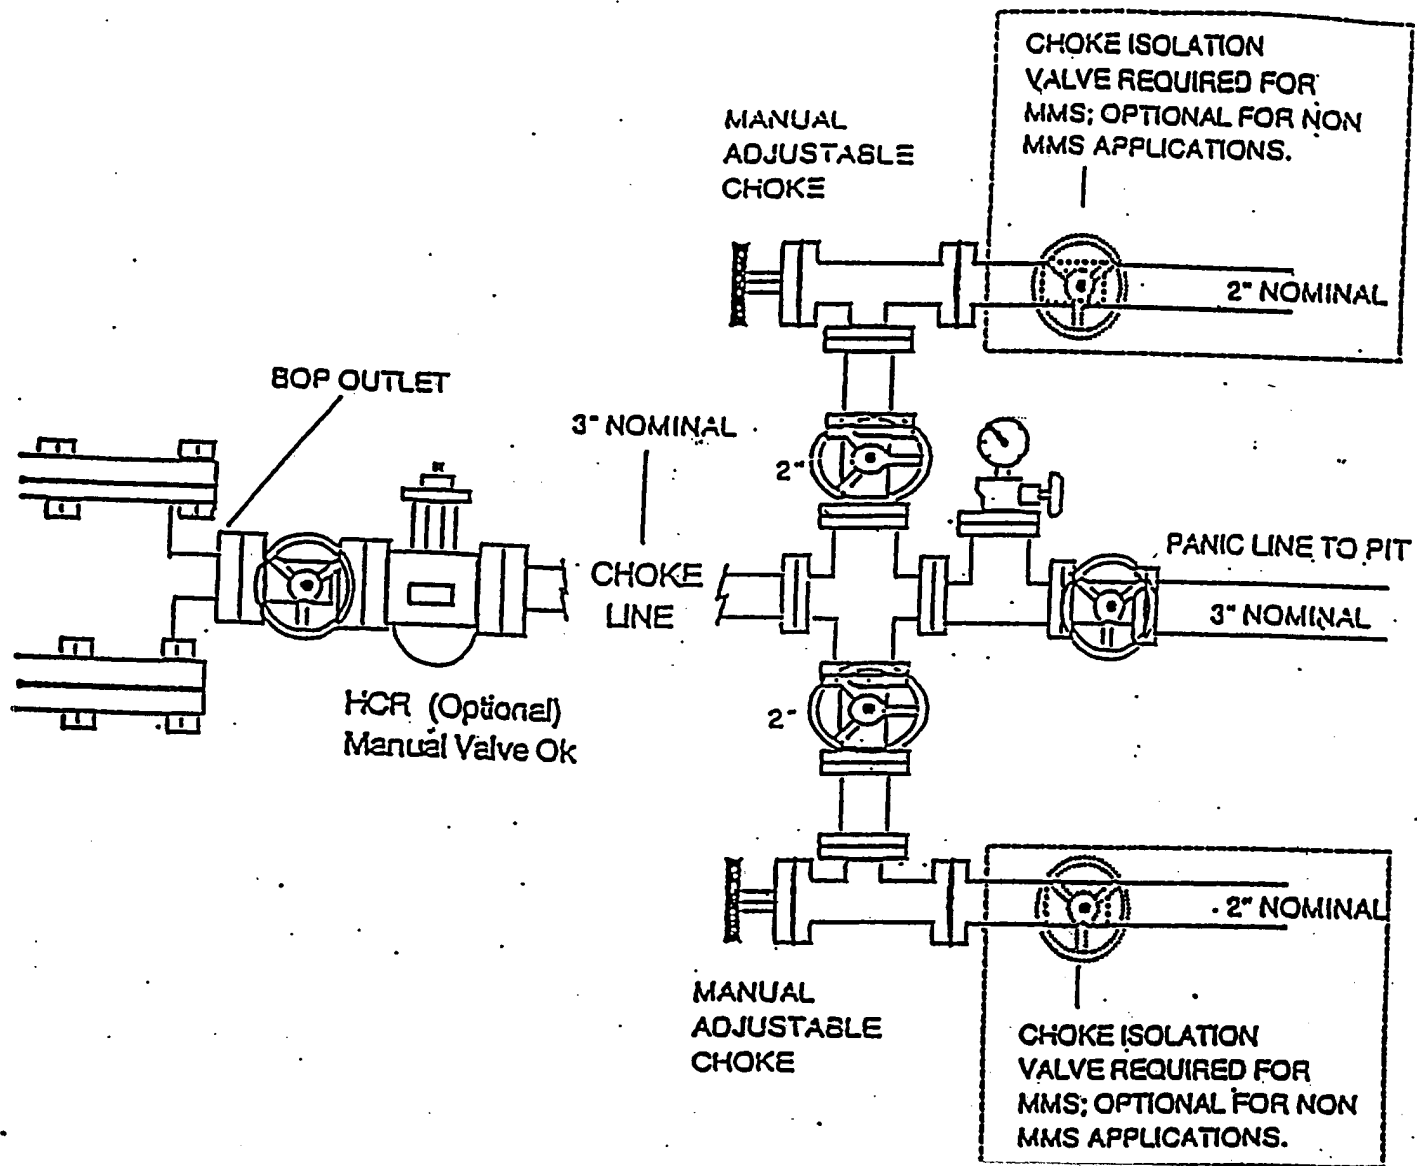 CHOKE ISOLATION
VALVE REQUIRED FOR
MMS; OPTIONAL FOR NON
MMS APPLICATIONS.
MANUAL
ADJUSTABLE
CHOKE
2" NOMINAL
BOP OUTLET
3" NOMINAL
2"
PANIC LINE TO PIT
CHOKE
LINE
3" NOMINAL
HCR (Optional)
Manual Valve Ok
2"
2" NOMINAL
MANUAL
ADJUSTABLE
CHOKE
CHOKE ISOLATION
VALVE REQUIRED FOR
MMS; OPTIONAL FOR NON
MMS APPLICATIONS.